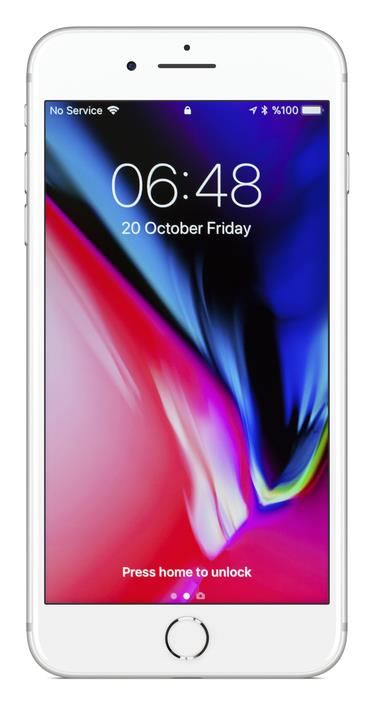 No Service %100
06:48
20 October Friday
Press home to unlock